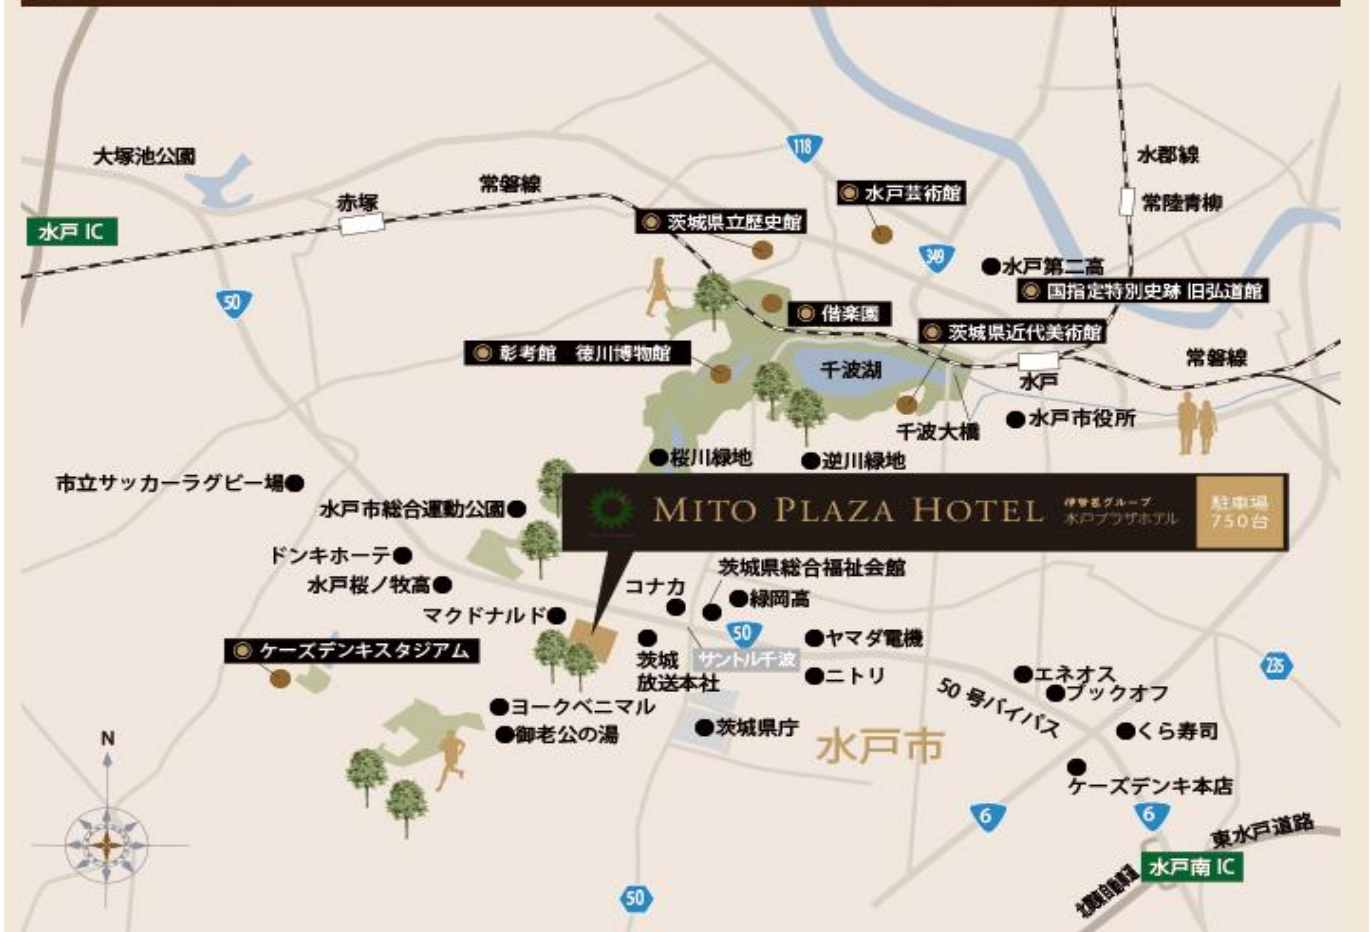 118
水郡線
大塚池公園
常磐線
赤塚
水戸芸術館
常陸青柳
茨城県立歴史館
水戸 IC
349
水戸第二高
国指定特別史跡 旧弘道館
50
偕楽園
茨城県近代美術館
彰考館 徳川博物館
千波湖
水戸
常磐線
千波大橋
水戸市役所
桜川緑地
逆川緑地
市立サッカーラグビー場
水戸市総合運動公園
MITO PLAZA HOTEL
伊勢甚グループ
水戸プラザホテル
駐車場
750台
ドンキホーテ
水戸桜ノ牧高
マクドナルド
コナカ
茨城県総合福祉会館
緑岡高
50
ヤマダ電機
ケーズデンキスタジアム
茨城
放送本社
サントル千波
ニトリ
235
エネオス
ブックオフ
50 号バイパス
ヨークベニマル
御老公の湯
茨城県庁
水戸市
くら寿司
ケーズデンキ本店
N
6
6
東水戸道路
水戸南 IC
北関東自動車道
50